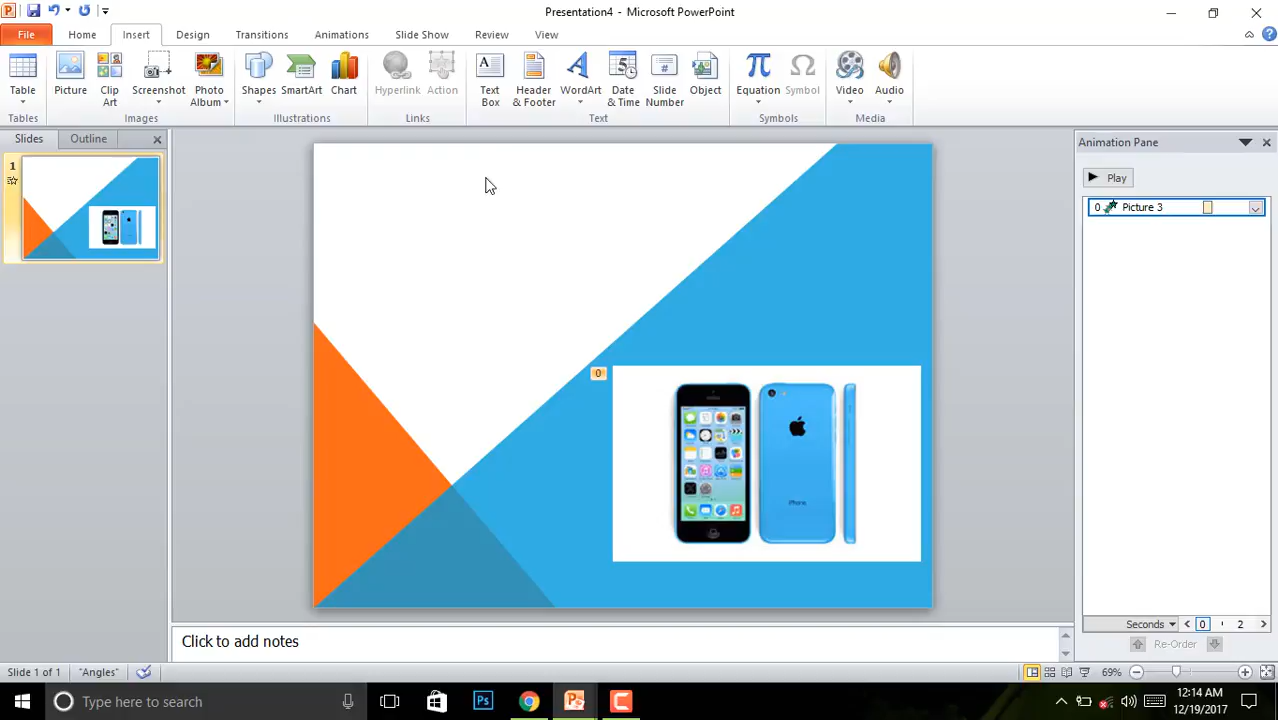 Presentation4 - Microsoft PowerPoint
File Home Insert Design Transitions Animations Slide Show Review View
Table Picture Clip Art Screenshot Photo Album Shapes SmartArt Chart Hyperlink Action Text Box Header & Footer WordArt Date & Time Slide Number Object Equation Symbol Video Audio
Tables Images Illustrations Links Text Symbols Media
Slides Outline
Animation Pane
1
Play
0 Picture 3
0
iPhone
Seconds 0 2
Re-Order
Click to add notes
Slide 1 of 1 "Angles" 69%
Type here to search
Ps
12:14 AM
12/19/2017